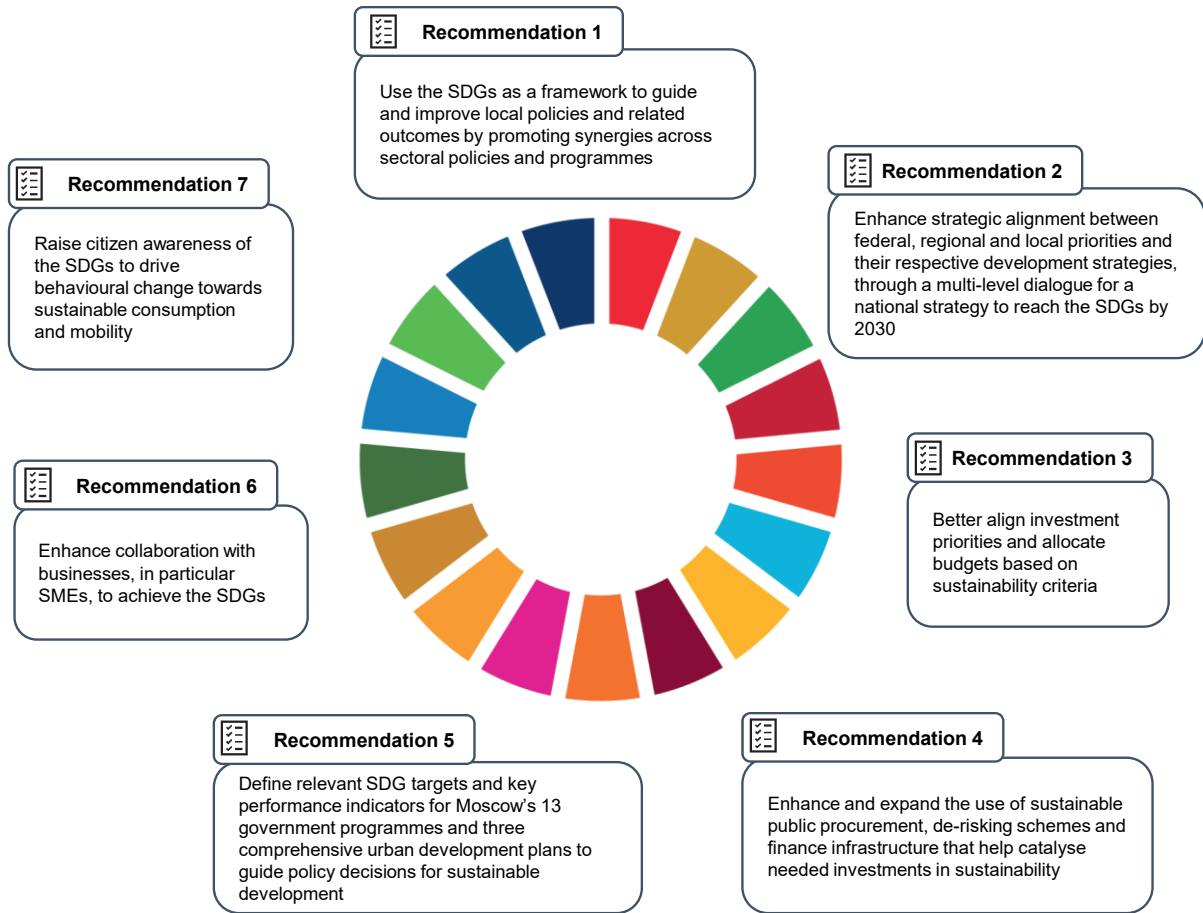 Recommendation 1
Use the SDGs as a framework to guide
and improve local policies and related
outcomes by promoting synergies across
sectoral policies and programmes
Recommendation 2
Enhance strategic alignment between
federal, regional and local priorities and
their respective development strategies,
through a multi-level dialogue for a
national strategy to reach the SDGs by
2030
Recommendation 3
Better align investment
priorities and allocate
budgets based on
sustainability criteria
Recommendation 4
Enhance and expand the use of sustainable
public procurement, de-risking schemes and
finance infrastructure that help catalyse
needed investments in sustainability
Recommendation 5
Define relevant SDG targets and key
performance indicators for Moscow’s 13
government programmes and three
comprehensive urban development plans to
guide policy decisions for sustainable
development
Recommendation 6
Enhance collaboration with
businesses, in particular
SMEs, to achieve the SDGs
Recommendation 7
Raise citizen awareness of
the SDGs to drive
behavioural change towards
sustainable consumption
and mobility